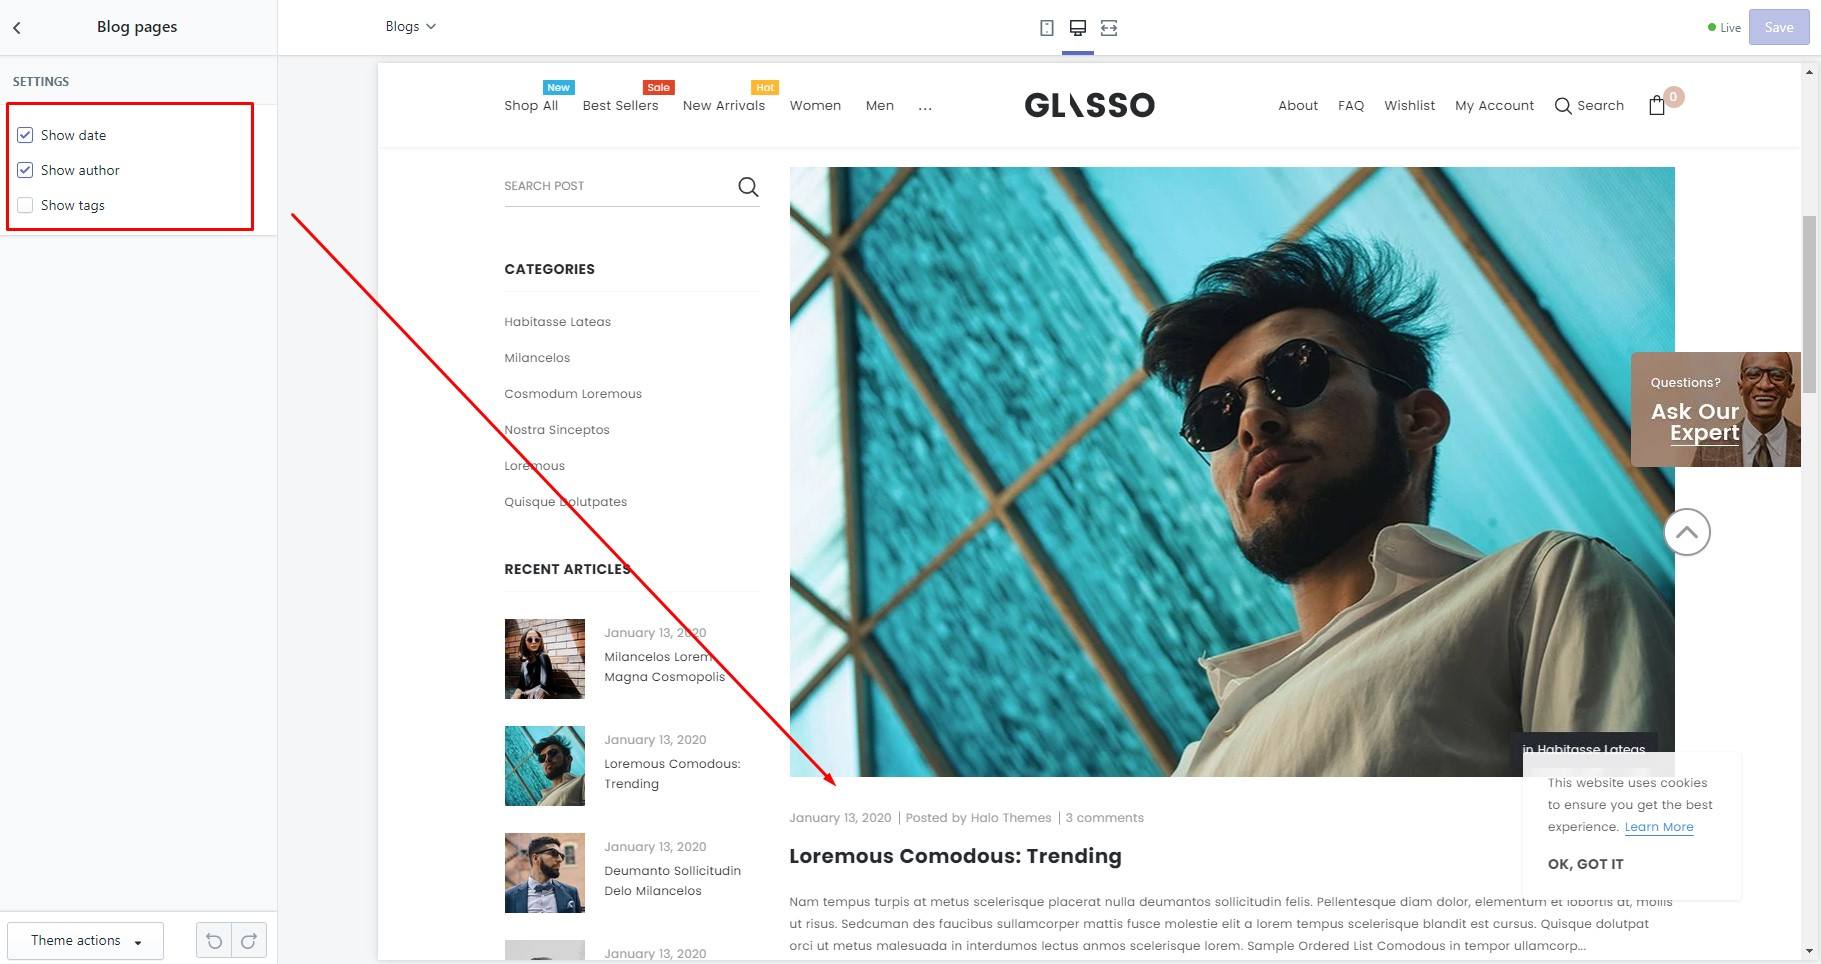 Blog pages
Blogs
Live
Save
SETTINGS
Show date
Show author
Show tags
New
Sale
Hot
Shop All
Best Sellers
New Arrivals
Women
Men
...
GLASSO
About
FAQ
Wishlist
My Account
Search
0
SEARCH POST
CATEGORIES
Habitasse Lateas
Milancelos
Cosmodum Loremous
Nostra Sinceptos
Loremous
Quisque Dolutpates
RECENT ARTICLES
January 13, 2020
Milancelos Lorem
Magna Cosmopolis
January 13, 2020
Loremous Comodous:
Trending
January 13, 2020
Deumanto Sollicitudin
Delo Milancelos
January 13, 2020
Questions?
Ask Our
Expert
in Habitasse Lateas
January 13, 2020 | Posted by Halo Themes | 3 comments
Loremous Comodous: Trending
Nam tempus turpis at metus scelerisque placerat nulla deumantos sollicitudin felis. Pellentesque diam dolor, elementum et lobortis at, mollis
ut risus. Sedcuman des faucibus sullamcorper mattis fusce molestie elit a lorem tempus scelerisque blandit est cursus. Quisque dolutpat
orci ut metus malesuada in interdumos lectus anmos scelerisque lorem. Sample Ordered List Comodous in tempor ullamcorp...
This website uses cookies
to ensure you get the best
experience. Learn More
OK, GOT IT
Theme actions